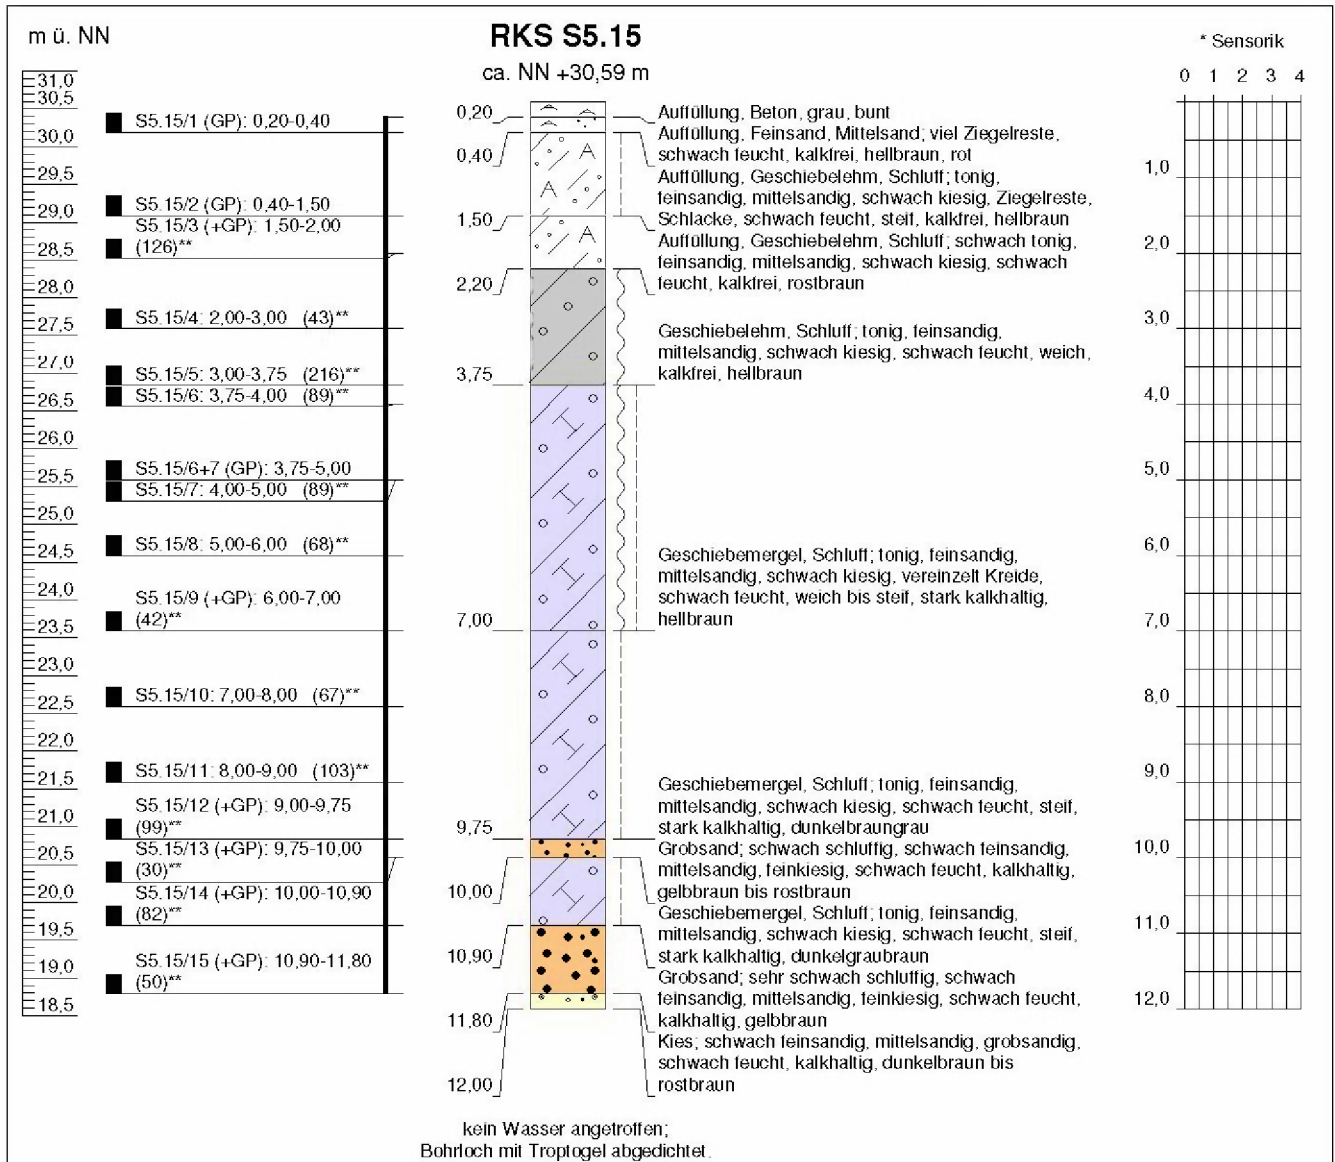 m ü. NN
RKS S5.15
ca. NN +30,59 m
* Sensorik
0 1 2 3 4
31,0
30,5
30,0
29,5
29,0
28,5
28,0
27,5
27,0
26,5
26,0
25,5
25,0
24,5
24,0
23,5
23,0
22,5
22,0
21,5
21,0
20,5
20,0
19,5
19,0
18,5
S5.15/1 (GP): 0,20-0,40
S5.15/2 (GP): 0,40-1,50
S5.15/3 (+GP): 1,50-2,00
(126)**
S5.15/4: 2,00-3,00 (43)**
S5.15/5: 3,00-3,75 (216)**
S5.15/6: 3,75-4,00 (89)**
S5.15/6+7 (GP): 3,75-5,00
S5.15/7: 4,00-5,00 (89)**
S5.15/8: 5,00-6,00 (68)**
S5.15/9 (+GP): 6,00-7,00
(42)**
S5.15/10: 7,00-8,00 (67)**
S5.15/11: 8,00-9,00 (103)**
S5.15/12 (+GP): 9,00-9,75
(99)**
S5.15/13 (+GP): 9,75-10,00
(30)**
S5.15/14 (+GP): 10,00-10,90
(82)**
S5.15/15 (+GP): 10,90-11,80
(50)**
0,20
0,40
1,50
2,20
3,75
7,00
9,75
10,00
10,90
11,80
12,00
A
A
A
Auffüllung, Beton, grau, bunt
Auffüllung, Feinsand, Mittelsand; viel Ziegelreste,
schwach feucht, kalkfrei, hellbraun, rot
Auffüllung, Geschiebelehm, Schluff; tonig,
feinsandig, mittelsandig, schwach kiesig, Ziegelreste,
Schlacke, schwach feucht, steif, kalkfrei, hellbraun
Auffüllung, Geschiebelehm, Schluff; schwach tonig,
feinsandig, mittelsandig, schwach kiesig, schwach
feucht, kalkfrei, rostbraun
Geschiebelehm, Schluff; tonig, feinsandig,
mittelsandig, schwach kiesig, schwach feucht, weich,
kalkfrei, hellbraun
Geschiebemergel, Schluff; tonig, feinsandig,
mittelsandig, schwach kiesig, vereinzelt Kreide,
schwach feucht, weich bis steif, stark kalkhaltig,
hellbraun
Geschiebemergel, Schluff; tonig, feinsandig,
mittelsandig, schwach kiesig, schwach feucht, steif,
stark kalkhaltig, dunkelbraungrau
Grobsand; schwach schluffig, schwach feinsandig,
mittelsandig, feinkiesig, schwach feucht, kalkhaltig,
gelbbraun bis rostbraun
Geschiebemergel, Schluff; tonig, feinsandig,
mittelsandig, schwach kiesig, schwach feucht, steif,
stark kalkhaltig, dunkelgraubraun
Grobsand; sehr schwach schluffig, schwach
feinsandig, mittelsandig, feinkiesig, schwach feucht,
kalkhaltig, gelbbraun
Kies; schwach feinsandig, mittelsandig, grobsandig,
schwach feucht, kalkhaltig, dunkelbraun bis
rostbraun
1,0
2,0
3,0
4,0
5,0
6,0
7,0
8,0
9,0
10,0
11,0
12,0
kein Wasser angetroffen;
Bohrloch mit Troptogel abgedichtet.